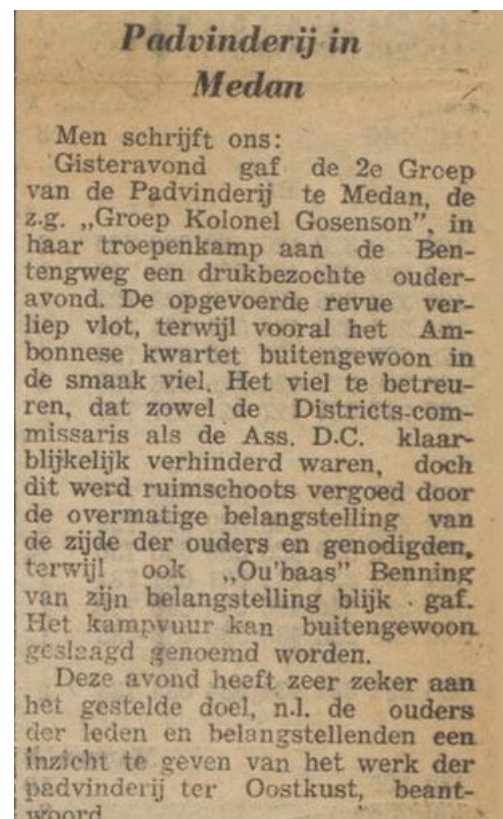 Padvinderij in
Medan
Men schrijft ons:
Gisteravond gaf de 2e Groep
van de Padvinderij te Medan, de
z.g. „Groep Kolonel Gosenson”, in
haar troepenkamp aan de Ben-
tengweg een drukbezochte ouder-
avond. De opgevoerde revue ver-
liep vlot, terwijl vooral het Am-
bonnese kwartet buitengewoon in
de smaak viel. Het viel te betreu-
ren, dat zowel de Districts-com-
missaris als de Ass. D.C. klaar-
blijkelijk verhinderd waren, doch
dit werd ruimschoots vergoed door
de overmatige belangstelling van
de zijde der ouders en genodigden,
terwijl ook „Ou'baas” Benning
van zijn belangstelling blijk gaf.
Het kampvuur kan buitengewoon
geslaagd genoemd worden.
Deze avond heeft zeer zeker aan
het gestelde doel, n.l. de ouders
der leden en belangstellenden een
inzicht te geven van het werk der
padvinderij ter Oostkust, beant-
woord